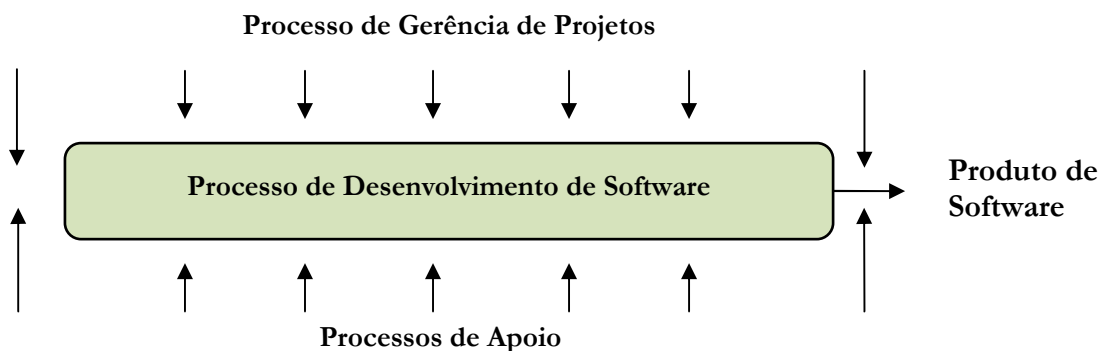 Processo de Gerência de Projetos
Processo de Desenvolvimento de Software
Produto de
Software
Processos de Apoio